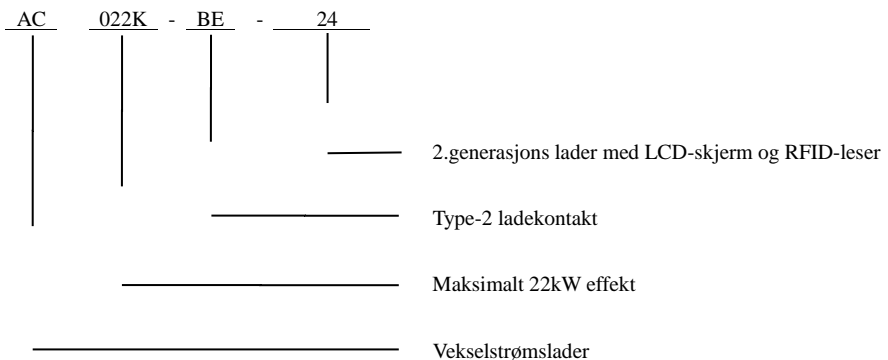 AC 022K - BE - 24
2.generasjons lader med LCD-skjerm og RFID-leser
Type-2 ladekontakt
Maksimalt 22kW effekt
Vekselstrømslader